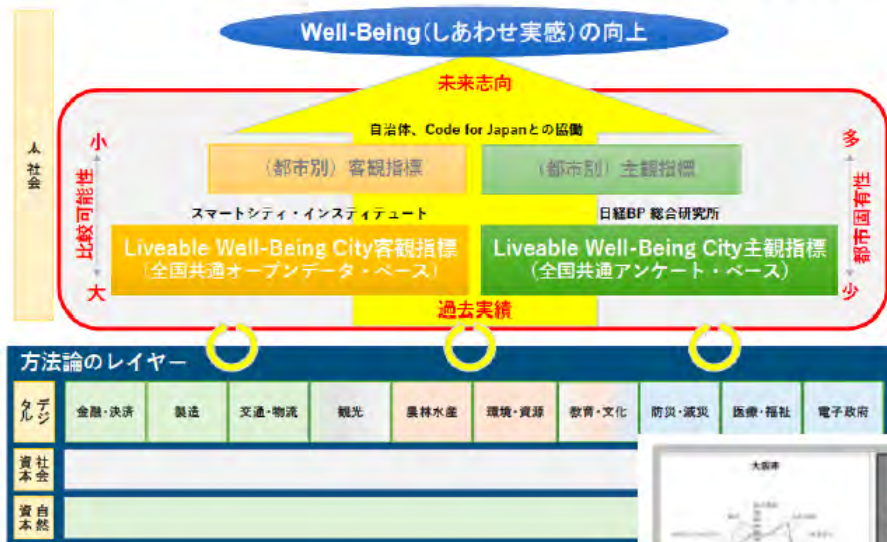 Well-Being(しあわせ実感)の向上
未来志向
自治体、Code for Japanとの協働
人
社会
小
比較可能性
大
(都市別) 客観指標
(都市別) 主観指標
多
都市固有性
少
スマートシティ・インスティテュート
日経BP 総合研究所
Liveable Well-Being City客観指標
(全国共通オープンデータ・ベース)
Liveable Well-Being City主観指標
(全国共通アンケート・ベース)
過去実績
方法論のレイヤー
デジタル
金融・決済
製造
交通・物流
観光
農林水産
環境・資源
教育・文化
防災・減災
医療・福祉
電子政府
社会資本
自然資本
大阪市